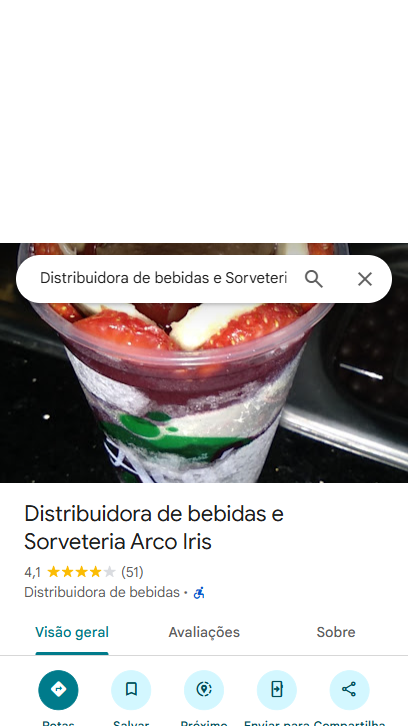 Distribuidora de bebidas e Sorveteri
Distribuidora de bebidas e
Sorveteria Arco Iris
4,1 (51)
Distribuidora de bebidas ·
Visão geral Avaliações Sobre
Rotas Salvar Próximo Enviar para Compartilha